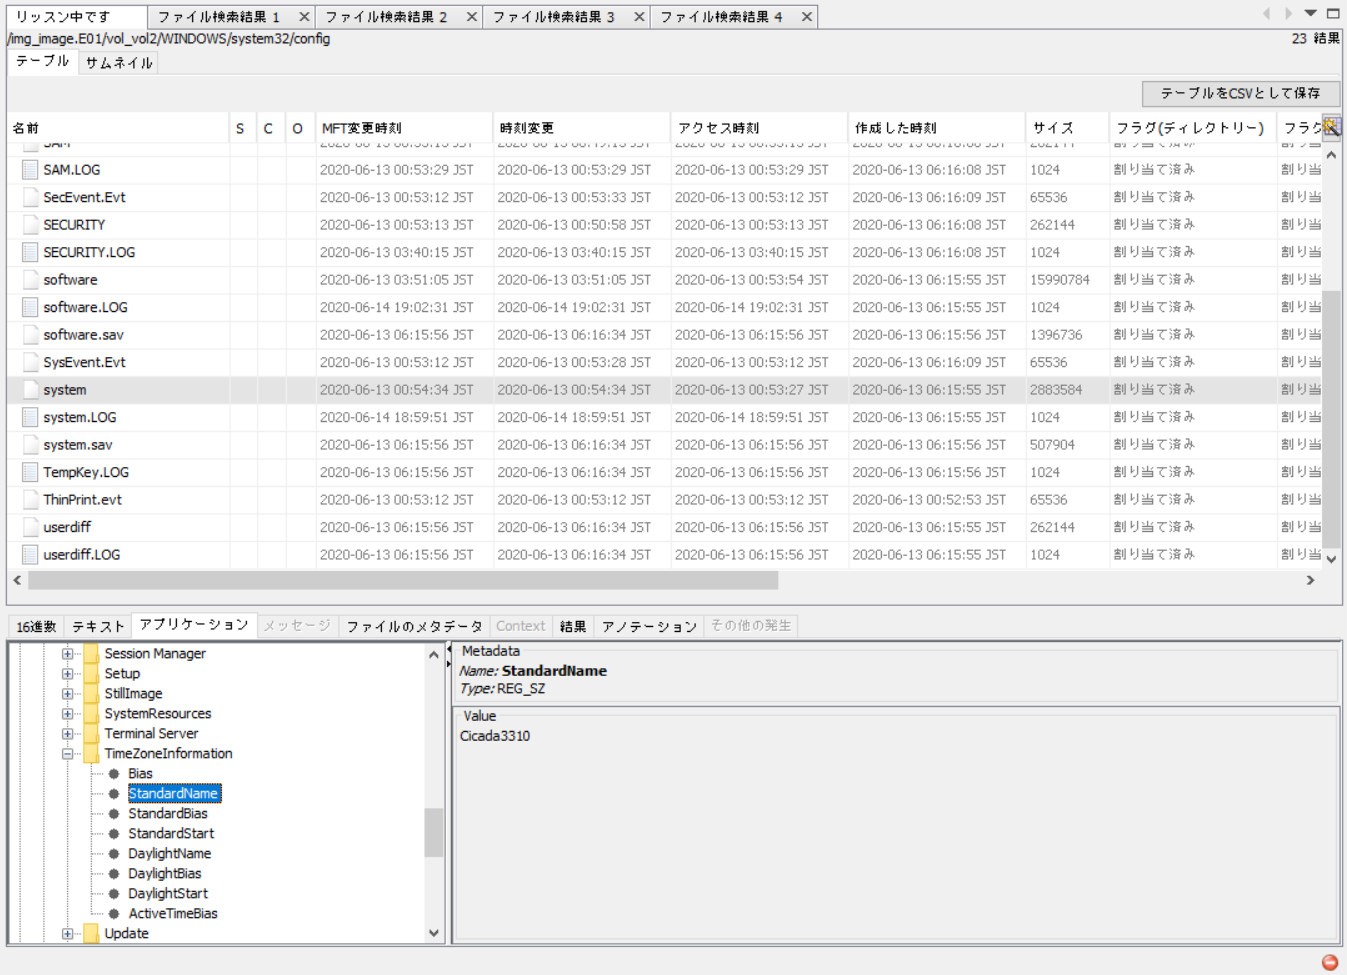 リッスン中です ファイル検索結果 1 × ファイル検索結果 2 × ファイル検索結果 3 × ファイル検索結果 4 ×
/img_image.E01/vol_vol2/WINDOWS/system32/config 23 結果
テーブル サムネイル
テーブルをCSVとして保存
名前 S C O MFT変更時刻 時刻変更 アクセス時刻 作成した時刻 サイズ フラグ(ディレクトリー) フラグ
SAM.LOG 2020-06-13 00:53:29 JST 2020-06-13 00:53:29 JST 2020-06-13 00:53:29 JST 2020-06-13 06:16:08 JST 1024 割り当て済み 割り当
SecEvent.Evt 2020-06-13 00:53:12 JST 2020-06-13 00:53:33 JST 2020-06-13 00:53:12 JST 2020-06-13 06:16:09 JST 65536 割り当て済み 割り当
SECURITY 2020-06-13 00:53:13 JST 2020-06-13 00:50:58 JST 2020-06-13 00:53:13 JST 2020-06-13 06:16:08 JST 262144 割り当て済み 割り当
SECURITY.LOG 2020-06-13 03:40:15 JST 2020-06-13 03:40:15 JST 2020-06-13 03:40:15 JST 2020-06-13 06:16:08 JST 1024 割り当て済み 割り当
software 2020-06-13 03:51:05 JST 2020-06-13 03:51:05 JST 2020-06-13 00:53:54 JST 2020-06-13 06:15:55 JST 15990784 割り当て済み 割り当
software.LOG 2020-06-14 19:02:31 JST 2020-06-14 19:02:31 JST 2020-06-14 19:02:31 JST 2020-06-13 06:15:55 JST 1024 割り当て済み 割り当
software.sav 2020-06-13 06:15:56 JST 2020-06-13 06:16:34 JST 2020-06-13 06:15:56 JST 2020-06-13 06:15:56 JST 1396736 割り当て済み 割り当
SysEvent.Evt 2020-06-13 00:53:12 JST 2020-06-13 00:53:28 JST 2020-06-13 00:53:12 JST 2020-06-13 06:16:09 JST 65536 割り当て済み 割り当
system 2020-06-13 00:54:34 JST 2020-06-13 00:54:34 JST 2020-06-13 00:53:27 JST 2020-06-13 06:15:55 JST 2883584 割り当て済み 割り当
system.LOG 2020-06-14 18:59:51 JST 2020-06-14 18:59:51 JST 2020-06-14 18:59:51 JST 2020-06-13 06:15:55 JST 1024 割り当て済み 割り当
system.sav 2020-06-13 06:15:56 JST 2020-06-13 06:16:34 JST 2020-06-13 06:15:56 JST 2020-06-13 06:15:56 JST 507904 割り当て済み 割り当
TempKey.LOG 2020-06-13 06:15:56 JST 2020-06-13 06:16:34 JST 2020-06-13 06:15:56 JST 2020-06-13 06:15:56 JST 1024 割り当て済み 割り当
ThinPrint.evt 2020-06-13 00:53:12 JST 2020-06-13 00:53:12 JST 2020-06-13 00:53:12 JST 2020-06-13 00:52:53 JST 65536 割り当て済み 割り当
userdiff 2020-06-13 06:15:56 JST 2020-06-13 06:16:34 JST 2020-06-13 06:15:56 JST 2020-06-13 06:15:55 JST 262144 割り当て済み 割り当
userdiff.LOG 2020-06-13 06:15:56 JST 2020-06-13 06:16:34 JST 2020-06-13 06:15:56 JST 2020-06-13 06:15:55 JST 1024 割り当て済み 割り当
16進数 テキスト アプリケーション メッセージ ファイルのメタデータ Context 結果 アノテーション その他の発生
Session Manager
Setup
StillImage
SystemResources
Terminal Server
TimeZoneInformation
Bias
StandardName
StandardBias
StandardStart
DaylightName
DaylightBias
DaylightStart
ActiveTimeBias
Update
Metadata
Name: StandardName
Type: REG_SZ
Value
Cicada3310